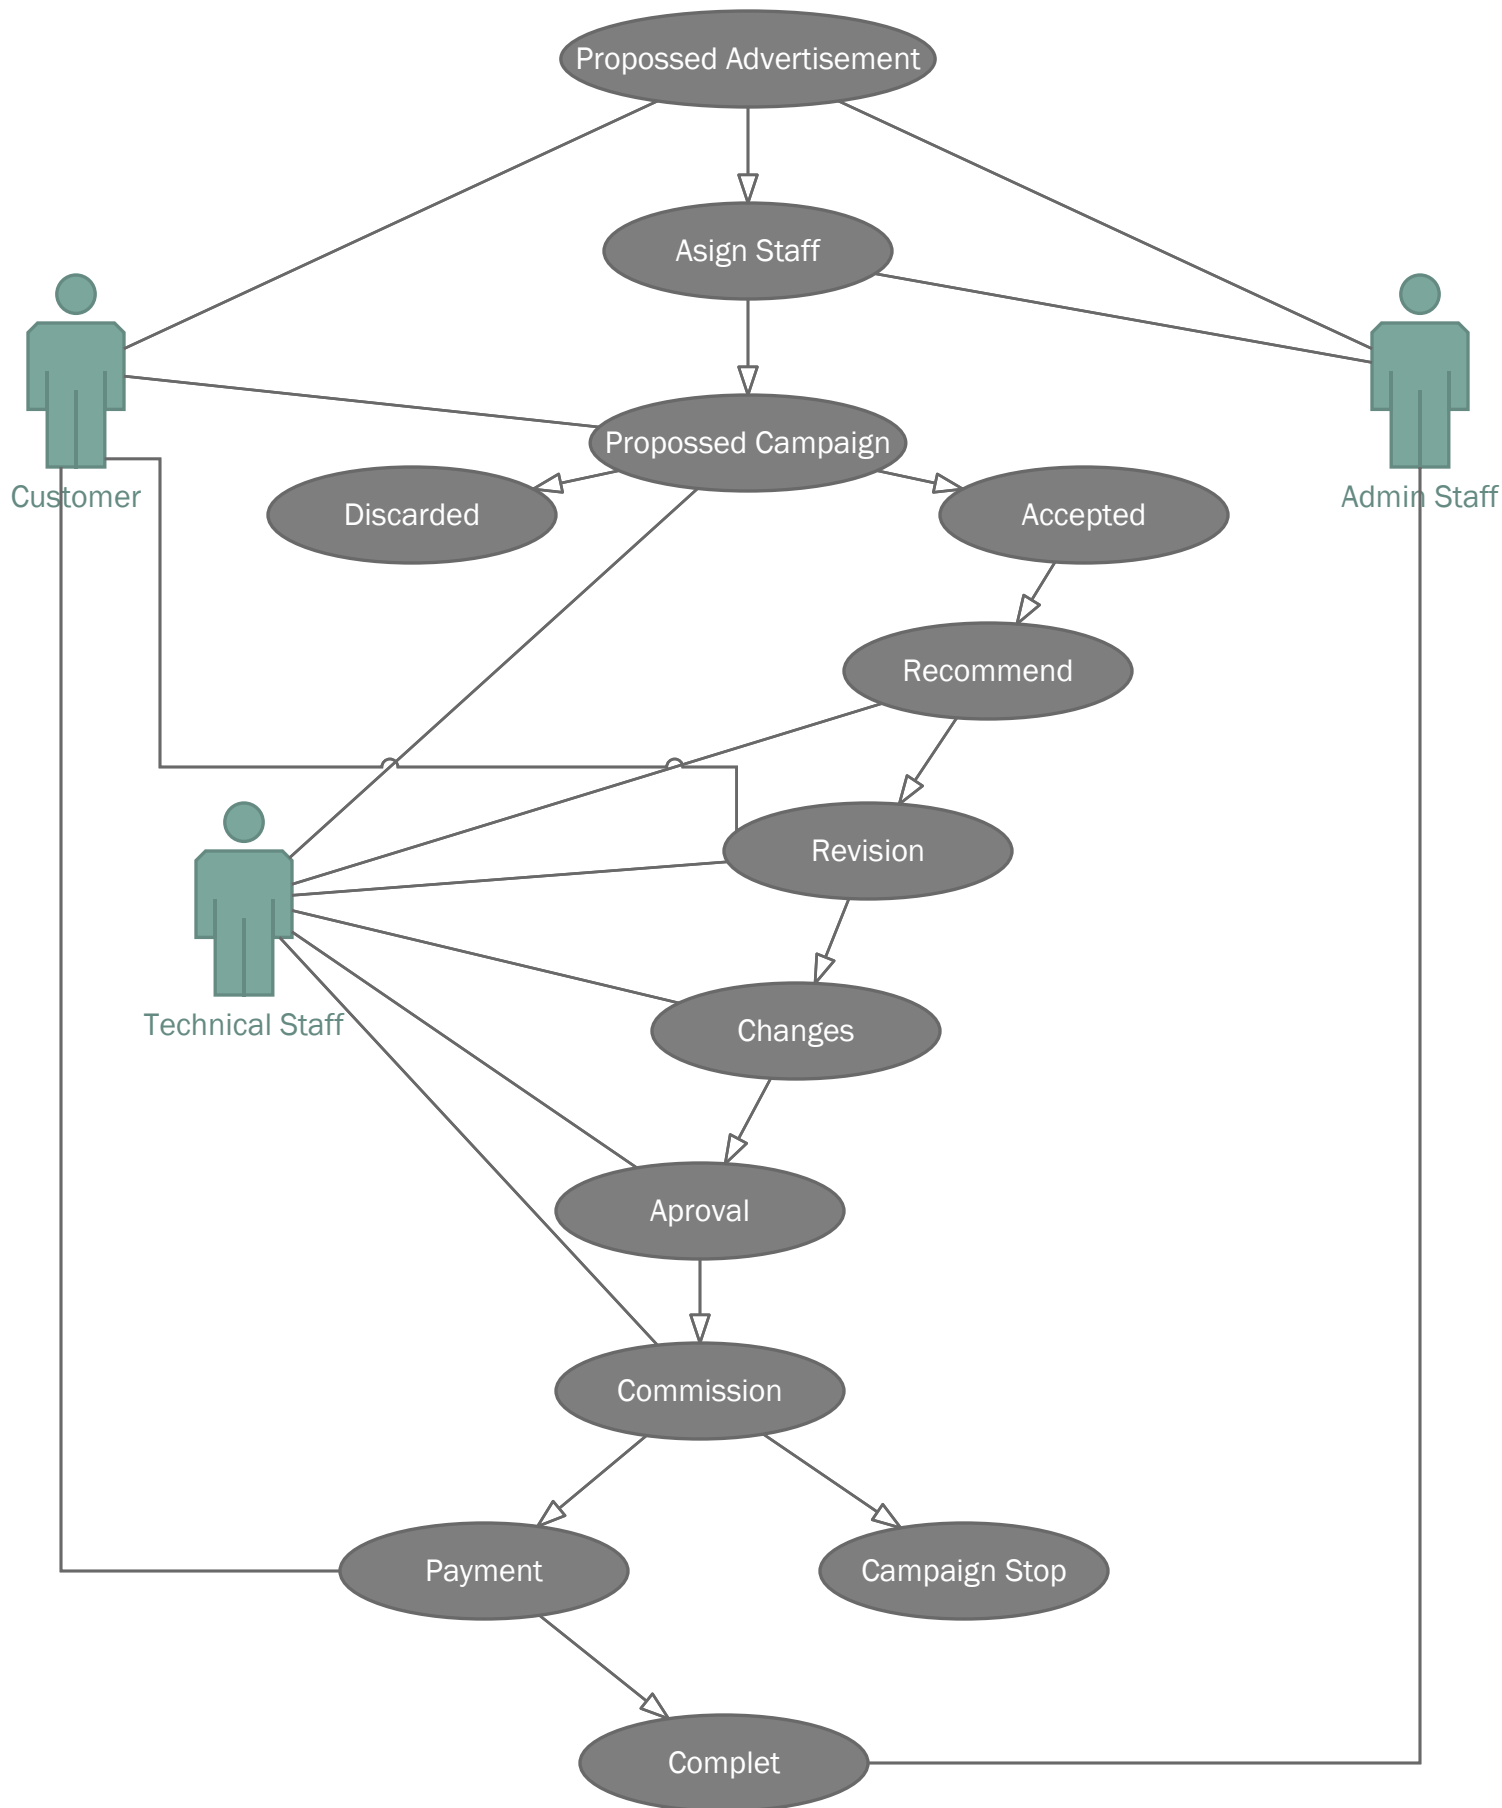 Propossed Advertisement
Asign Staff
Propossed Campaign
Customer
Admin Staff
Discarded
Accepted
Recommend
Revision
Technical Staff
Changes
Aproval
Commission
Payment
Campaign Stop
Complet